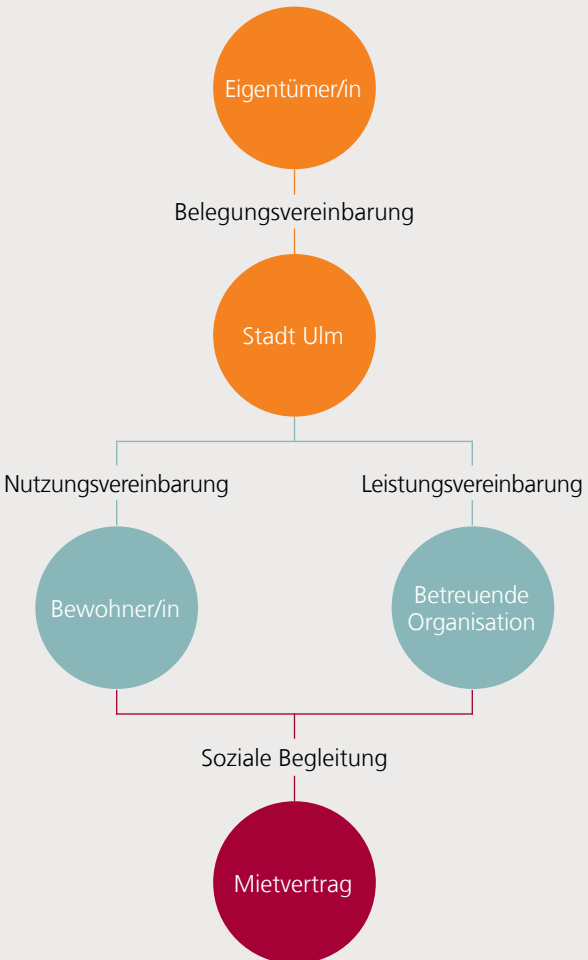 Eigentümer/in
Belegungsvereinbarung
Stadt Ulm
Nutzungsvereinbarung
Leistungsvereinbarung
Bewohner/in
Betreuende
Organisation
Soziale Begleitung
Mietvertrag